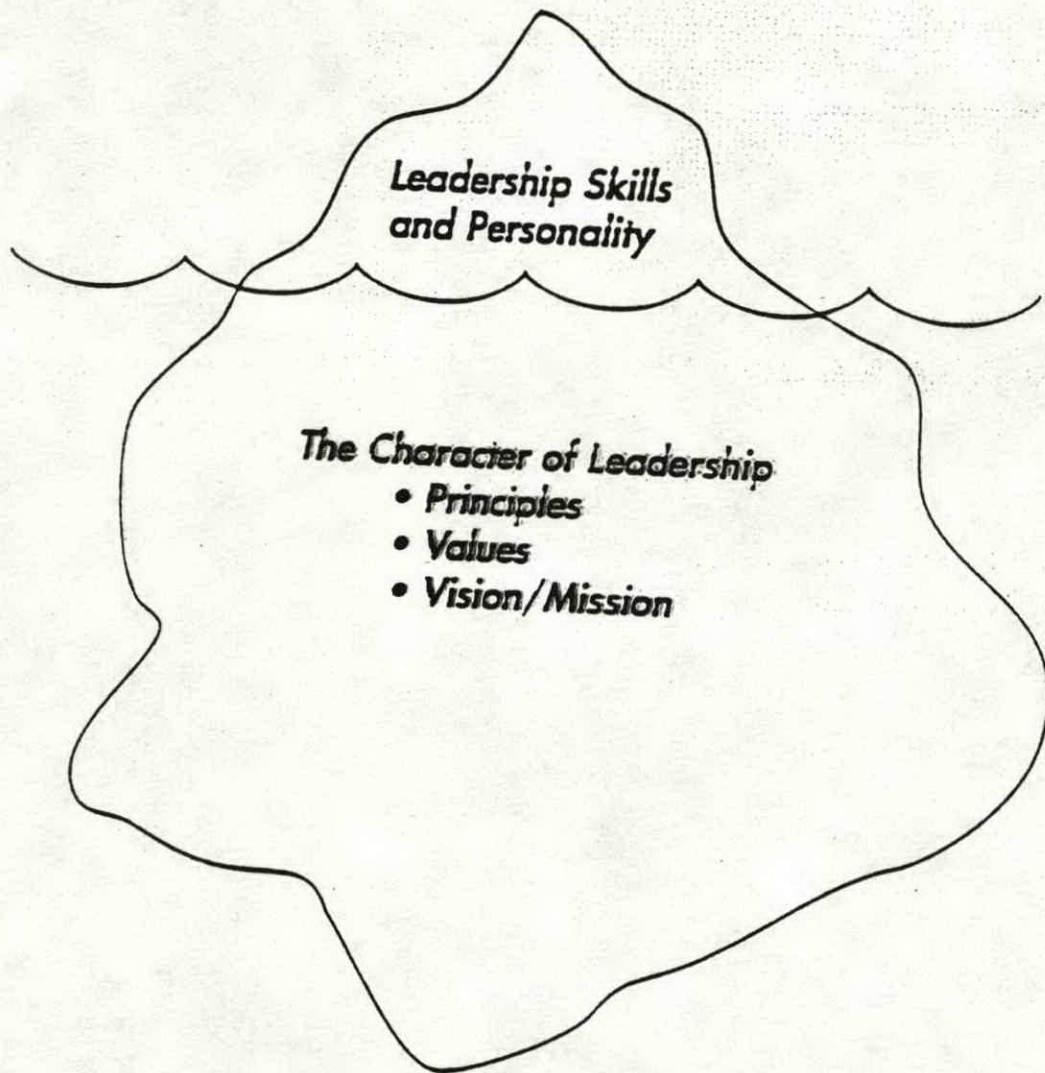 Leadership Skills
and Personality
The Character of Leadership
• Principles
• Values
• Vision/Mission